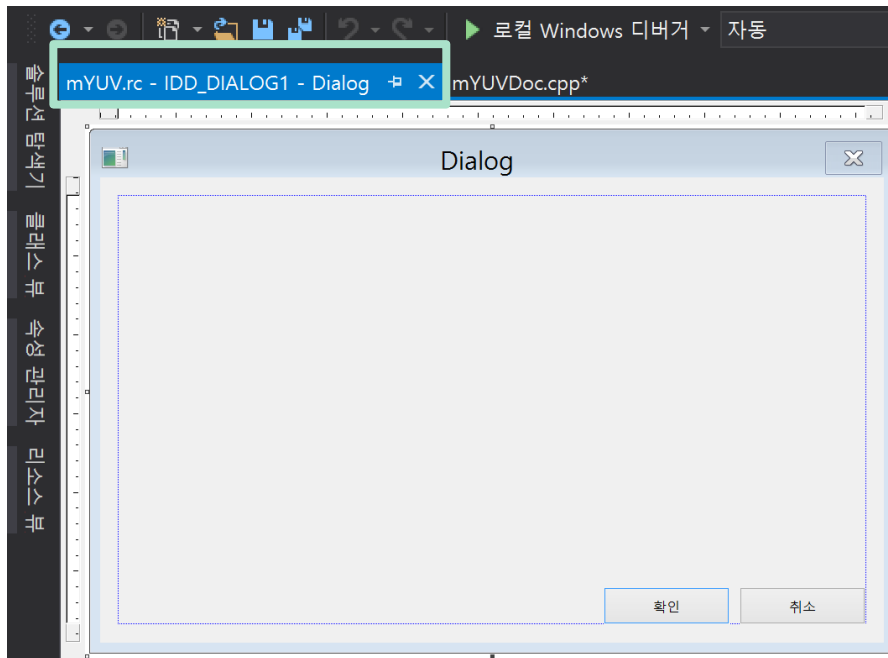 로컬 Windows 디버거
자동
mYUV.rc - IDD_DIALOG1 - Dialog
mYUVDoc.cpp*
솔루션 탐색기
클래스 뷰
속성 관리자
리소스 뷰
Dialog
확인
취소